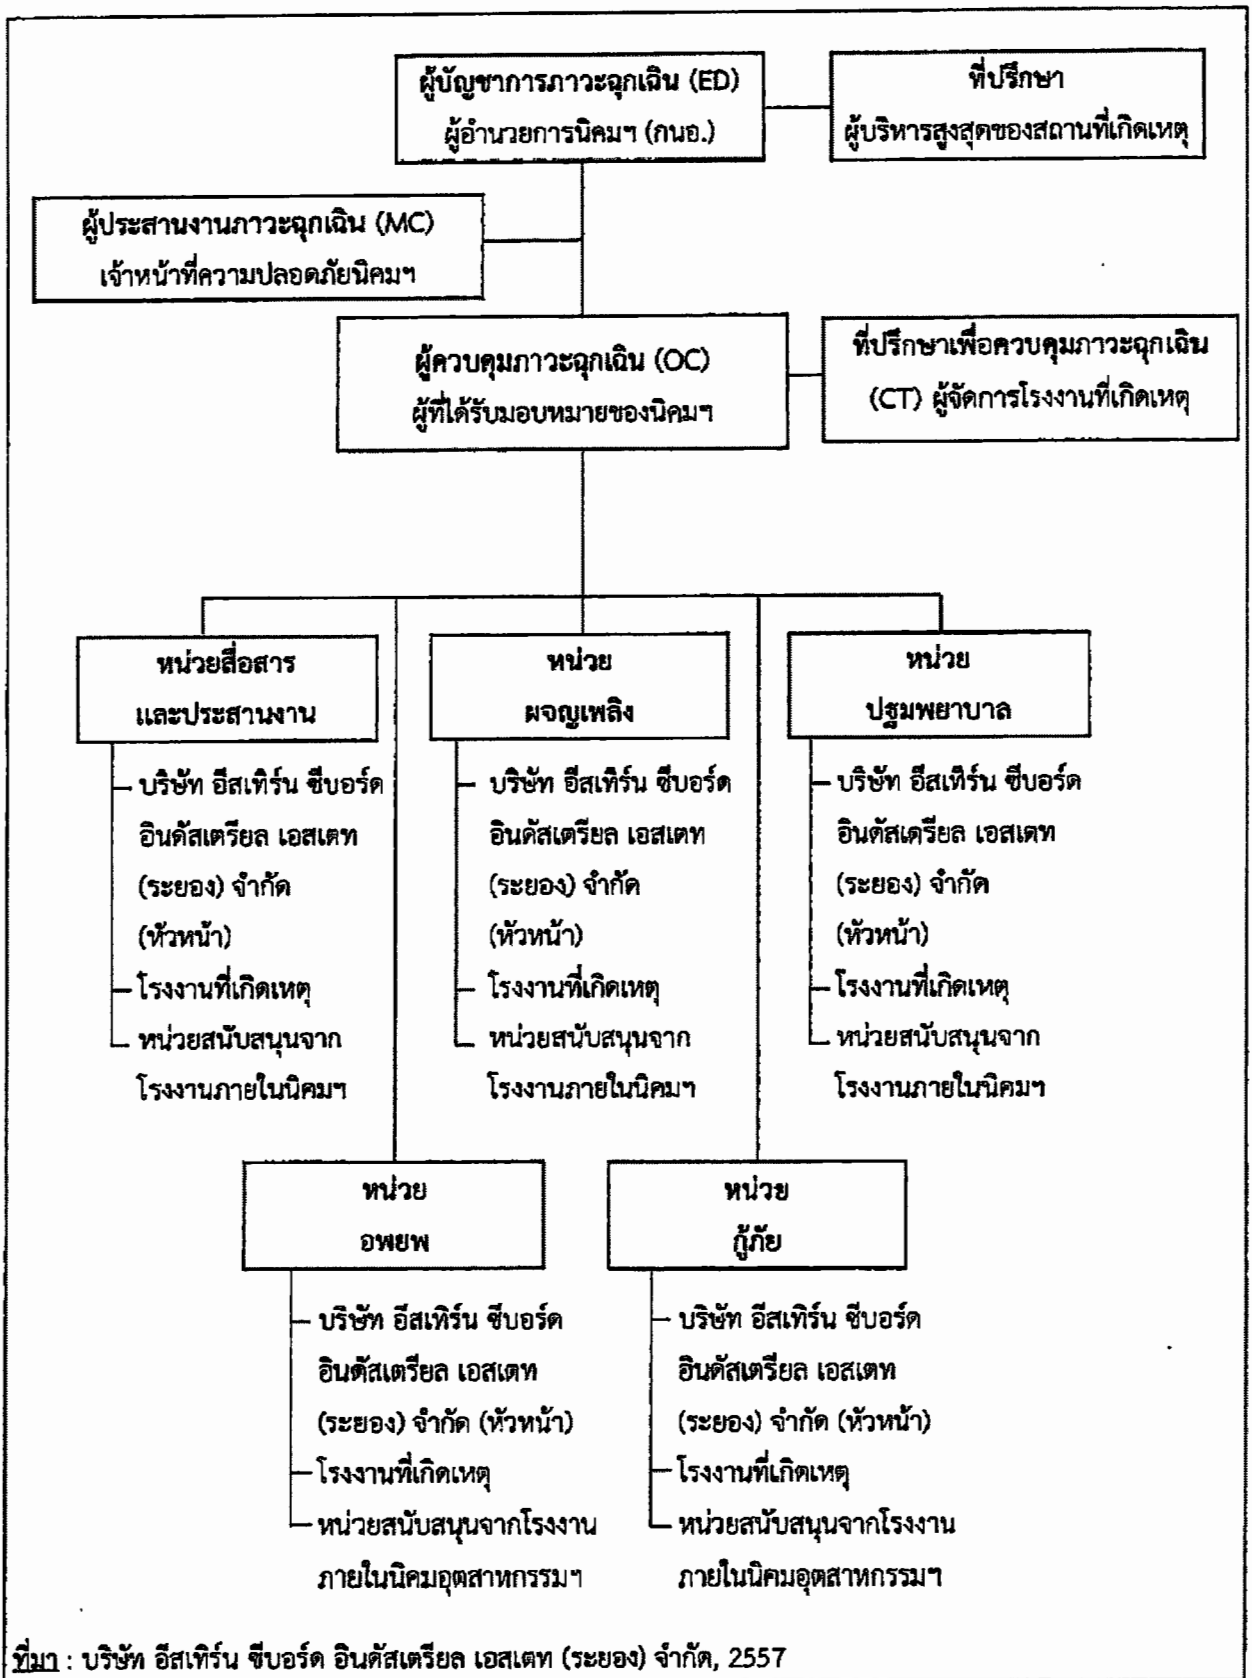 ผู้บัญชาการภาวะฉุกเฉิน (ED)
ผู้อำนวยการนิคมฯ (กนอ.)
ที่ปรึกษา
ผู้บริหารสูงสุดของสถานที่เกิดเหตุ
ผู้ประสานงานภาวะฉุกเฉิน (MC)
เจ้าหน้าที่ความปลอดภัยนิคมฯ
ผู้ควบคุมภาวะฉุกเฉิน (OC)
ผู้ที่ได้รับมอบหมายของนิคมฯ
ที่ปรึกษาเพื่อควบคุมภาวะฉุกเฉิน
(CT) ผู้จัดการโรงงานที่เกิดเหตุ
หน่วยสื่อสาร
และประสานงาน
บริษัท อีสเทิร์น ซีบอร์ด
อินดัสเตรียล เอสเตท
(ระยอง) จำกัด
(หัวหน้า)
โรงงานที่เกิดเหตุ
หน่วยสนับสนุนจาก
โรงงานภายในนิคมฯ
หน่วย
ผจญเพลิง
บริษัท อีสเทิร์น ซีบอร์ด
อินดัสเตรียล เอสเตท
(ระยอง) จำกัด
(หัวหน้า)
โรงงานที่เกิดเหตุ
หน่วยสนับสนุนจาก
โรงงานภายในนิคมฯ
หน่วย
ปฐมพยาบาล
บริษัท อีสเทิร์น ซีบอร์ด
อินดัสเตรียล เอสเตท
(ระยอง) จำกัด
(หัวหน้า)
โรงงานที่เกิดเหตุ
หน่วยสนับสนุนจาก
โรงงานภายในนิคมฯ
หน่วย
อพยพ
บริษัท อีสเทิร์น ซีบอร์ด
อินดัสเตรียล เอสเตท
(ระยอง) จำกัด (หัวหน้า)
โรงงานที่เกิดเหตุ
หน่วยสนับสนุนจากโรงงาน
ภายในนิคมอุตสาหกรรมฯ
หน่วย
กู้ภัย
บริษัท อีสเทิร์น ซีบอร์ด
อินดัสเตรียล เอสเตท
(ระยอง) จำกัด (หัวหน้า)
โรงงานที่เกิดเหตุ
หน่วยสนับสนุนจากโรงงาน
ภายในนิคมอุตสาหกรรมฯ
ที่มา : บริษัท อีสเทิร์น ซีบอร์ด อินดัสเตรียล เอสเตท (ระยอง) จำกัด, 2557